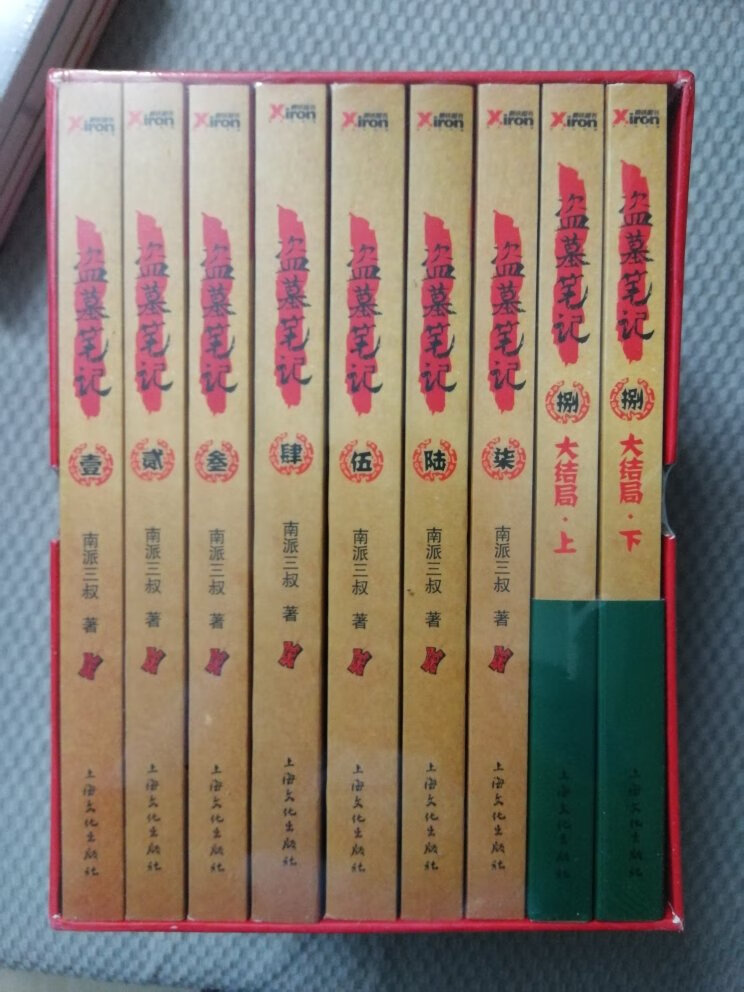 Xiron
盗墓笔记
壹
南派三叔 著
上海文化出版社
Xiron
盗墓笔记
贰
南派三叔 著
上海文化出版社
Xiron
盗墓笔记
叁
南派三叔 著
上海文化出版社
Xiron
盗墓笔记
肆
南派三叔 著
上海文化出版社
Xiron
盗墓笔记
伍
南派三叔 著
上海文化出版社
Xiron
盗墓笔记
陆
南派三叔 著
上海文化出版社
Xiron
盗墓笔记
柒
南派三叔 著
上海文化出版社
Xiron
盗墓笔记
捌
大结局·上
上海文化出版社
Xiron
盗墓笔记
捌
大结局·下
上海文化出版社